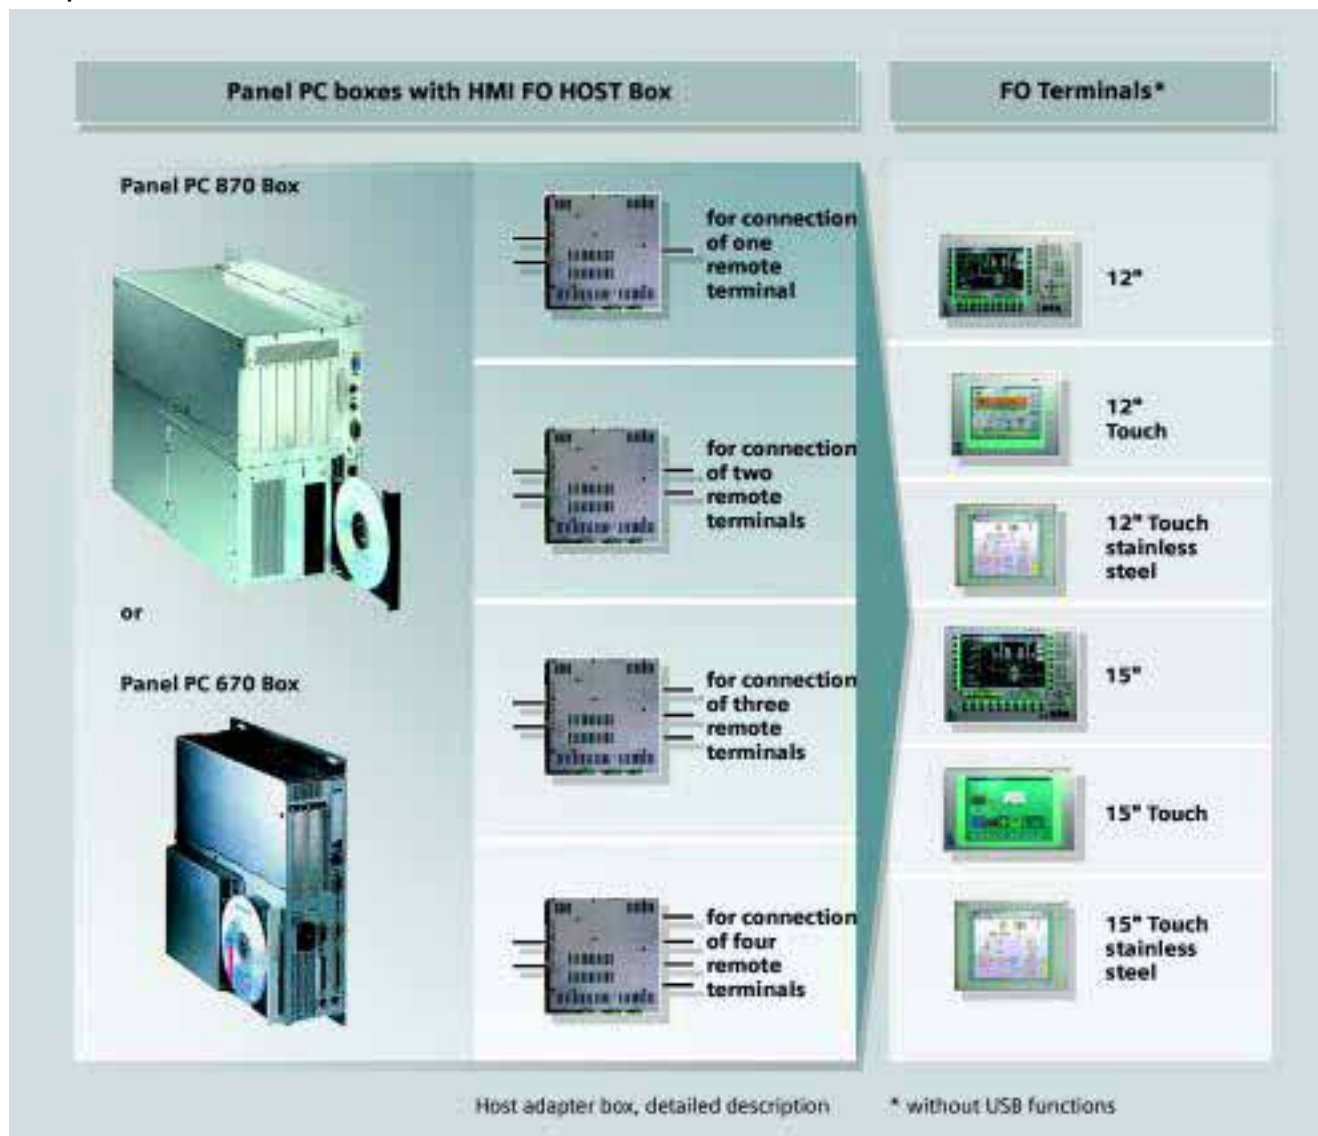 Panel PC boxes with HMI FO HOST Box
FO Terminals*
Panel PC 870 Box
or
Panel PC 670 Box
for connection
of one
remote
terminal
for connection
of two
remote
terminals
for connection
of three
remote
terminals
for connection
of four
remote
terminals
12"
12"
Touch
12" Touch
stainless
steel
15"
15" Touch
15" Touch
stainless
steel
Host adapter box, detailed description
* without USB functions